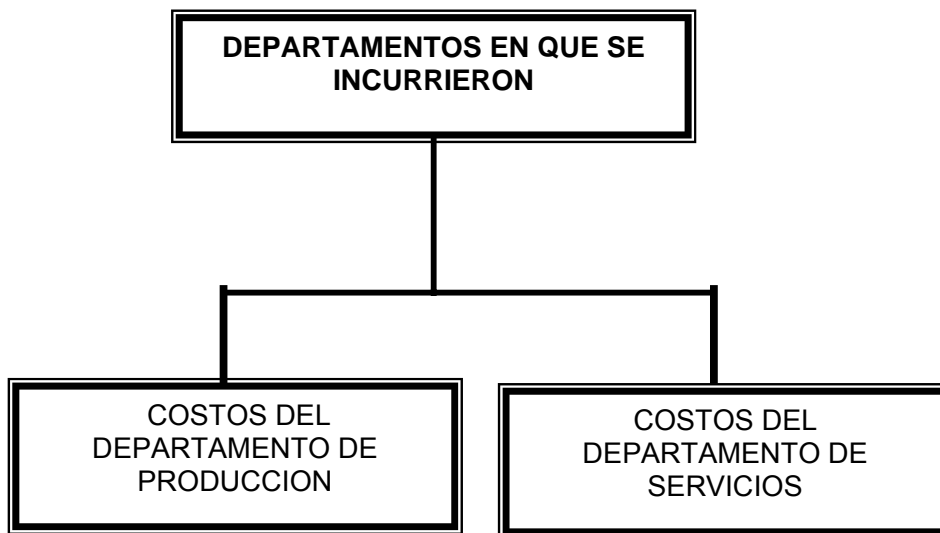 DEPARTAMENTOS EN QUE SE
INCURRIERON
COSTOS DEL
DEPARTAMENTO DE
PRODUCCION
COSTOS DEL
DEPARTAMENTO DE
SERVICIOS